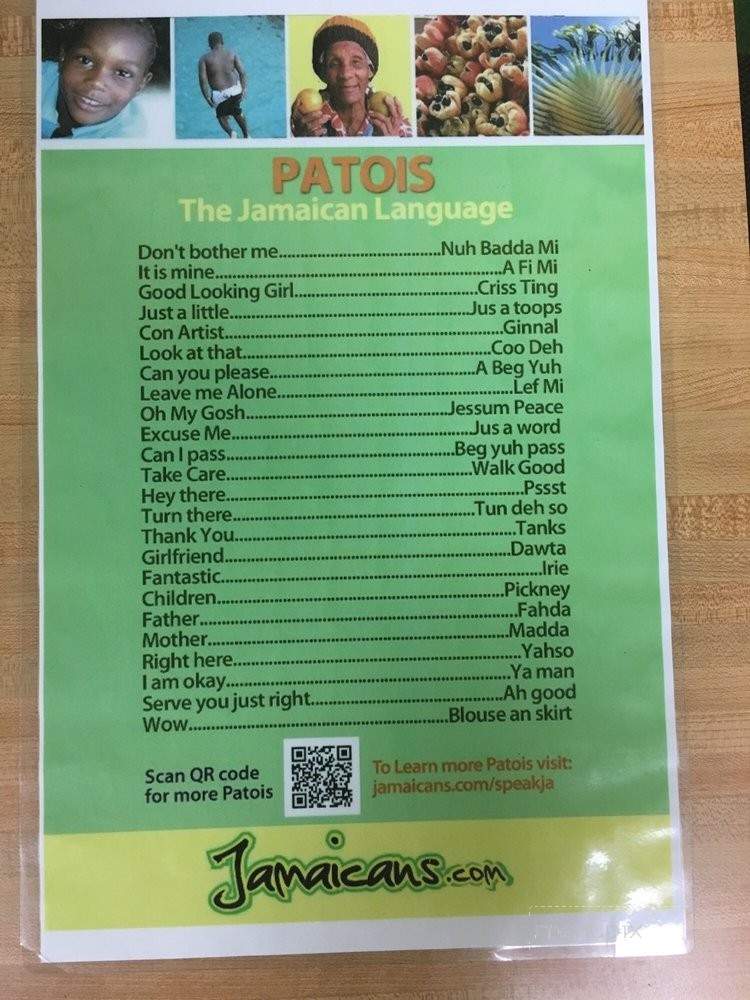 PATOIS
The Jamaican Language
Don't bother me................................Nuh Badda Mi
It is mine................................A Fi Mi
Good Looking Girl................................Criss Ting
Just a little................................Jus a toops
Con Artist................................Ginnal
Look at that................................Coo Deh
Can you please................................A Beg Yuh
Leave me Alone................................Lef Mi
Oh My Gosh................................Jessum Peace
Excuse Me................................Jus a word
Can I pass................................Beg yuh pass
Take Care................................Walk Good
Hey there................................Pssst
Turn there................................Tun deh so
Thank You................................Tanks
Girlfriend................................Dawta
Fantastic................................Irie
Children................................Pickney
Father................................Fahda
Mother................................Madda
Right here................................Yahso
I am okay................................Ya man
Serve you just right................................Ah good
Wow................................Blouse an skirt
Scan QR code
for more Patois
To Learn more Patois visit:
jamaicans.com/speakja
Jamaicans.com